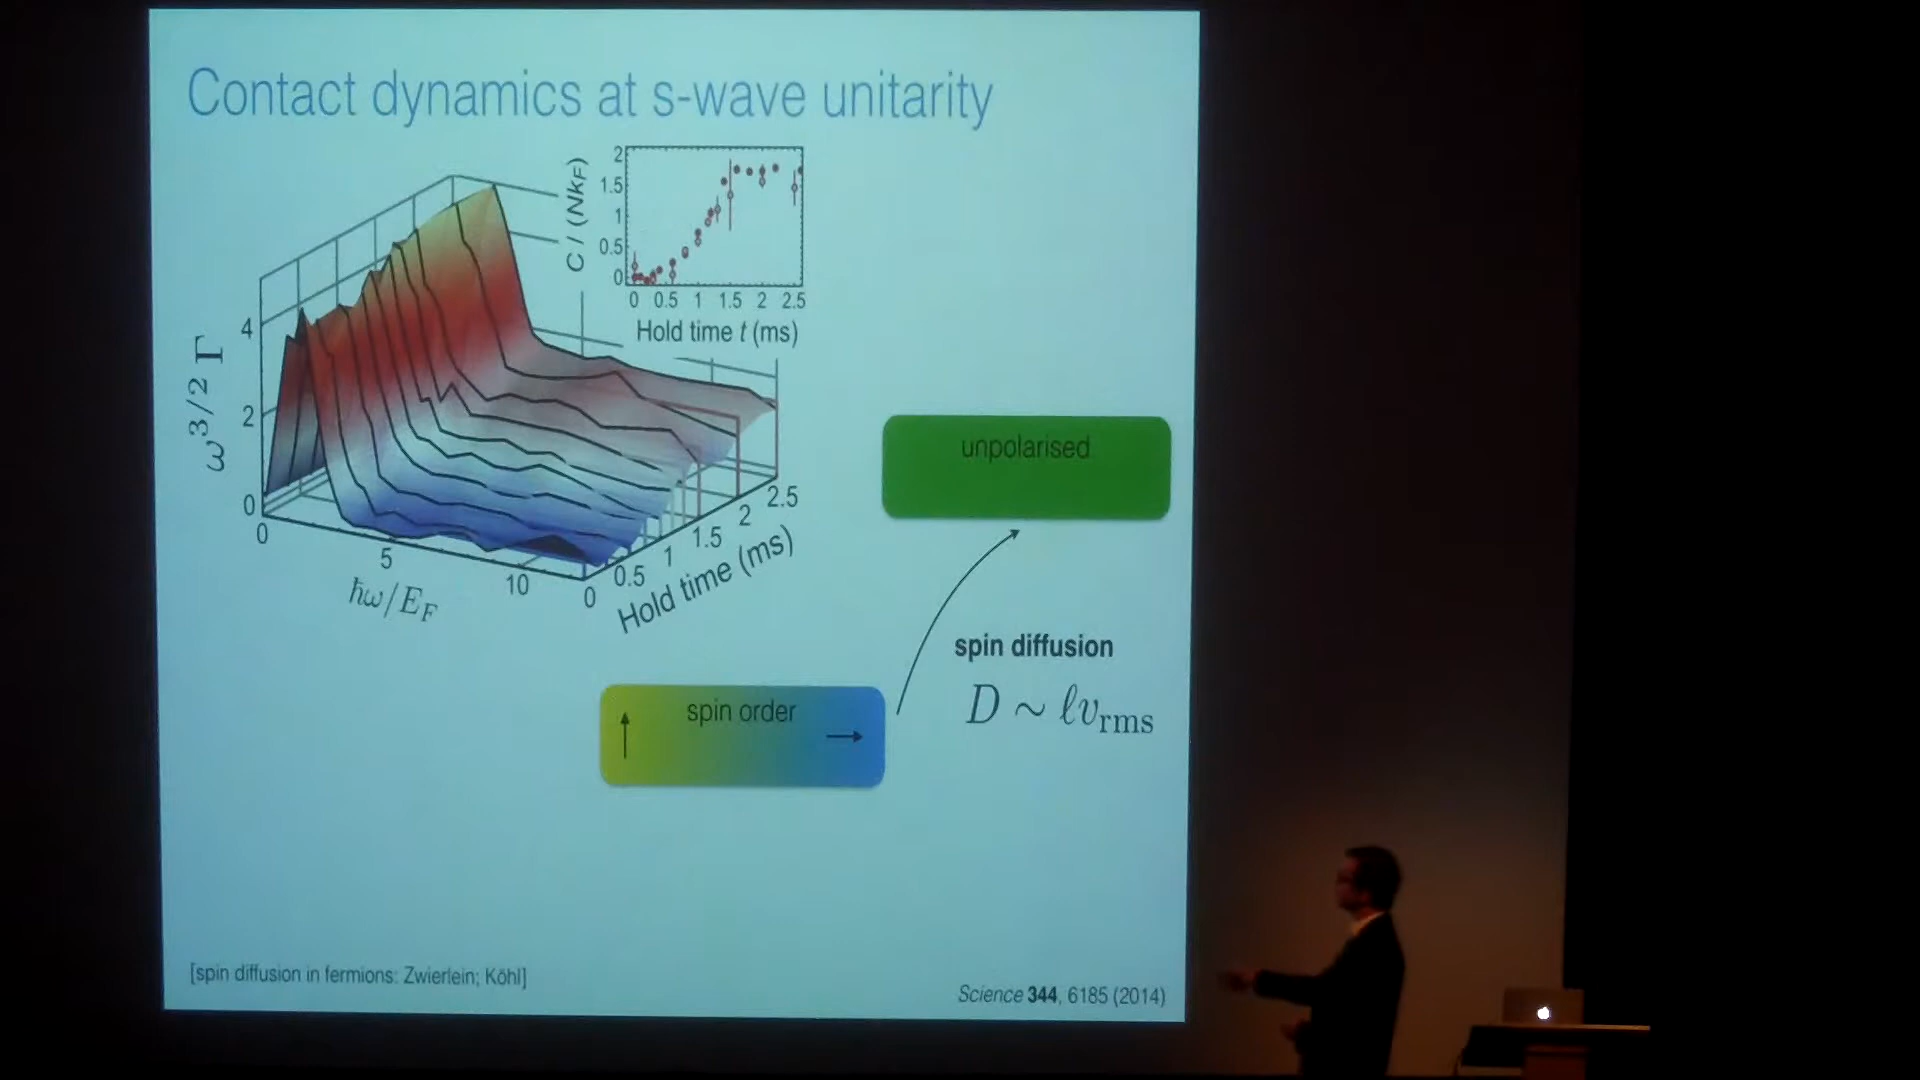 Contact dynamics at s-wave unitarity
C / (Nk_F)
2
1.5
1
0.5
0
0 0.5 1 1.5 2 2.5
Hold time t (ms)
ω^{3/2} Γ
4
2
0
0 5 10
ħω/E_F
0 0.5 1 1.5 2 2.5
Hold time (ms)
unpolarised
spin diffusion
D ∼ ℓv_rms
spin order
[spin diffusion in fermions: Zwierlein; Köhl]
Science 344, 6185 (2014)